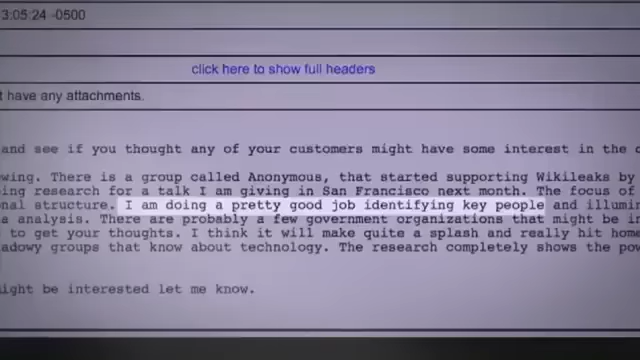 3:05:24 -0500
click here to show full headers
t have any attachments.
and see if you thought any of your customers might have some interest in the
wing. There is a group called Anonymous, that started supporting Wikileaks by
ing research for a talk I am giving in San Francisco next month. The focus of
nal structure. I am doing a pretty good job identifying key people and illumin
a analysis. There are probably a few government organizations that might be i
to get your thoughts. I think it will make quite a splash and really hit home
adowy groups that know about technology. The research completely shows the pow
ight be interested let me know.